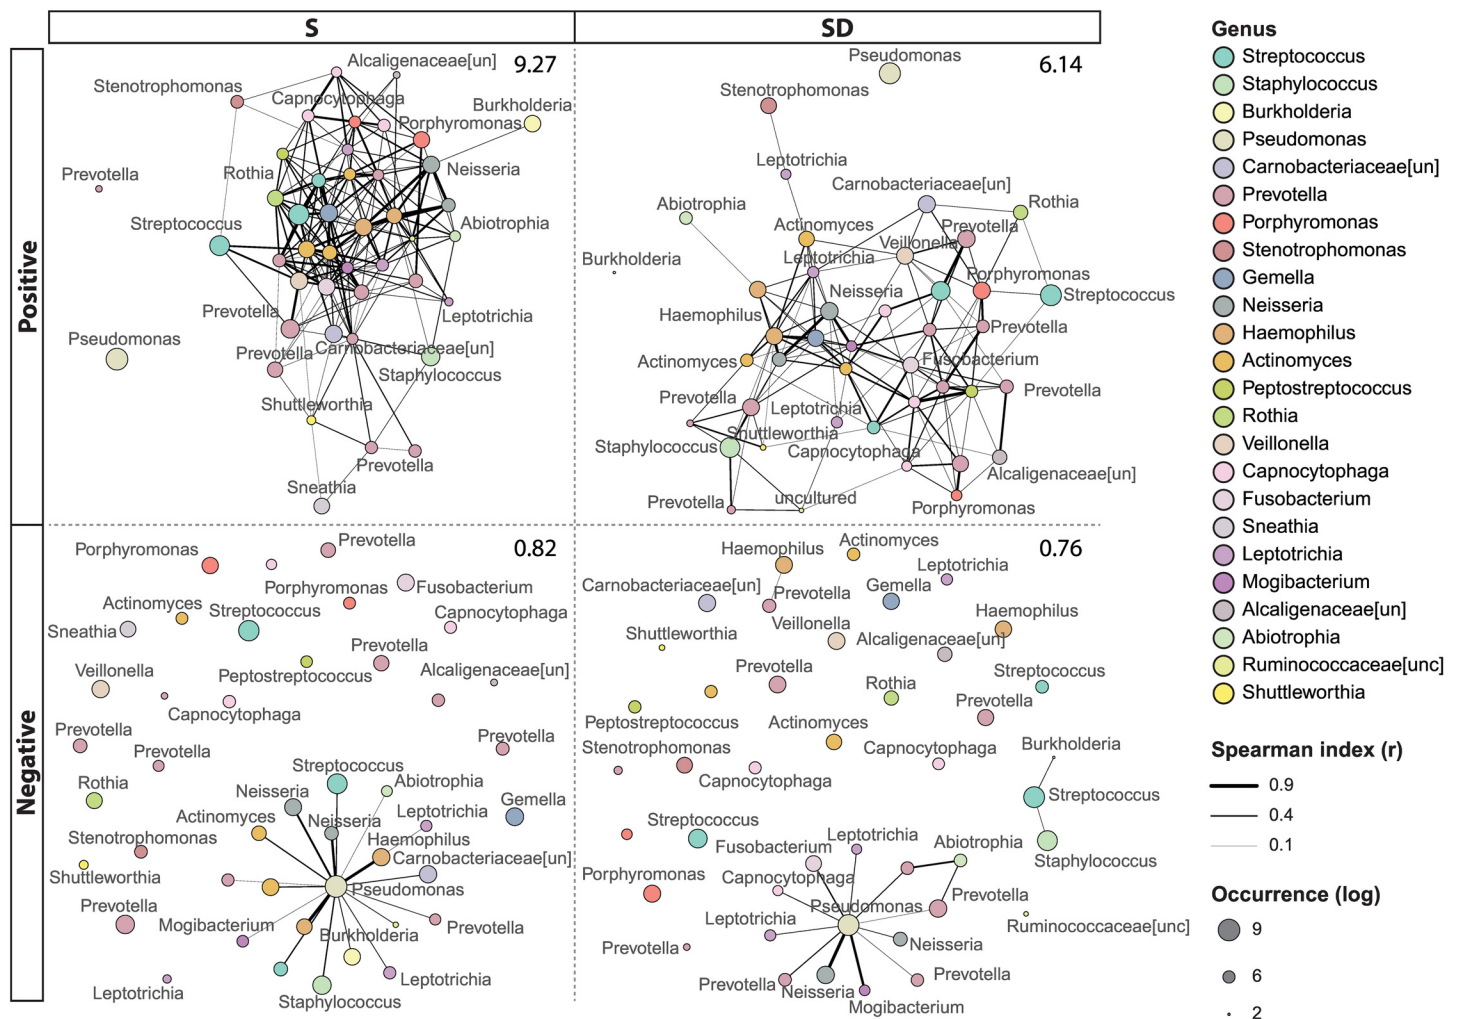 S
SD
Positive
Negative
9.27
Alcaligenaceae[un]
Stenotrophomonas
Capnocytophaga
Burkholderia
Porphyromonas
Prevotella
Rothia
Neisseria
Streptococcus
Abiotrophia
Prevotella
Leptotrichia
Pseudomonas
Prevotella
Carnobacteriaceae[un]
Staphylococcus
Shuttleworthia
Prevotella
Sneathia
6.14
Pseudomonas
Stenotrophomonas
Leptotrichia
Carnobacteriaceae[un]
Abiotrophia
Rothia
Actinomyces
Prevotella
Veillonella
Burkholderia
Leptotrichia
Porphyromonas
Neisseria
Streptococcus
Haemophilus
Prevotella
Actinomyces
Fusobacterium
Prevotella
Prevotella
Leptotrichia
Staphylococcus
Shuttleworthia
Capnocytophaga
Alcaligenaceae[un]
Prevotella
uncultured
Porphyromonas
0.82
Porphyromonas
Prevotella
Porphyromonas
Fusobacterium
Actinomyces
Streptococcus
Capnocytophaga
Sneathia
Prevotella
Veillonella
Peptostreptococcus
Alcaligenaceae[un]
Capnocytophaga
Prevotella
Prevotella
Prevotella
Streptococcus
Rothia
Neisseria
Abiotrophia
Gemella
Actinomyces
Neisseria
Leptotrichia
Stenotrophomonas
Haemophilus
Carnobacteriaceae[un]
Shuttleworthia
Pseudomonas
Prevotella
Mogibacterium
Burkholderia
Prevotella
Leptotrichia
Leptotrichia
Staphylococcus
0.76
Haemophilus
Actinomyces
Leptotrichia
Carnobacteriaceae[un]
Prevotella
Gemella
Haemophilus
Shuttleworthia
Veillonella
Alcaligenaceae[un]
Prevotella
Streptococcus
Rothia
Prevotella
Peptostreptococcus
Actinomyces
Stenotrophomonas
Capnocytophaga
Burkholderia
Capnocytophaga
Streptococcus
Streptococcus
Leptotrichia
Fusobacterium
Abiotrophia
Staphylococcus
Porphyromonas
Capnocytophaga
Prevotella
Pseudomonas
Leptotrichia
Ruminococcaceae[unc]
Prevotella
Neisseria
Prevotella
Neisseria
Prevotella
Mogibacterium
Genus
Streptococcus
Staphylococcus
Burkholderia
Pseudomonas
Carnobacteriaceae[un]
Prevotella
Porphyromonas
Stenotrophomonas
Gemella
Neisseria
Haemophilus
Actinomyces
Peptostreptococcus
Rothia
Veillonella
Capnocytophaga
Fusobacterium
Sneathia
Leptotrichia
Mogibacterium
Alcaligenaceae[un]
Abiotrophia
Ruminococcaceae[unc]
Shuttleworthia
Spearman index (r)
0.9
0.4
0.1
Occurrence (log)
9
6
2